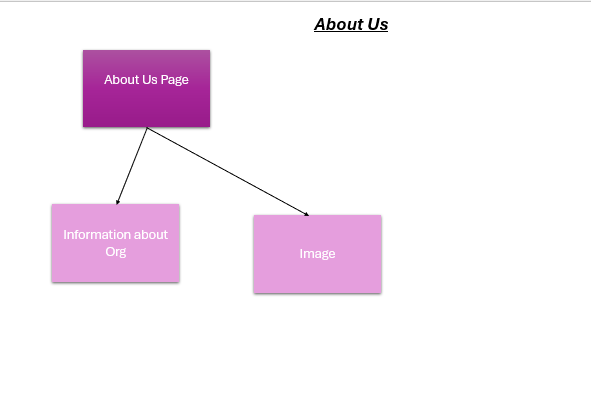 About Us
About Us Page
Information about
Org
Image